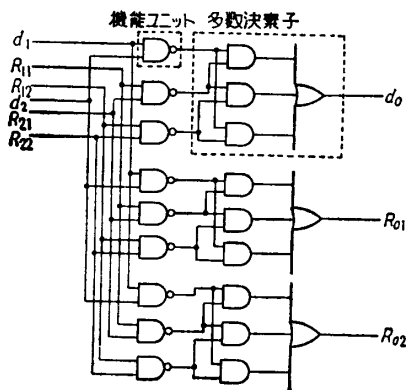 機能ユニット 多数決素子
d₁
R₁₁
R₁₂
d₂
R₂₁
R₂₂
d₀
R₀₁
R₀₂